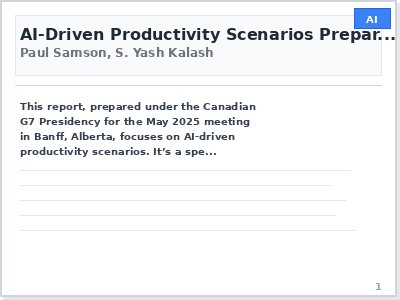 AI
AI-Driven Productivity Scenarios Prepar...
Paul Samson, S. Yash Kalash
This report, prepared under the Canadian
G7 Presidency for the May 2025 meeting
in Banff, Alberta, focuses on AI-driven
productivity scenarios. It’s a spe...
1